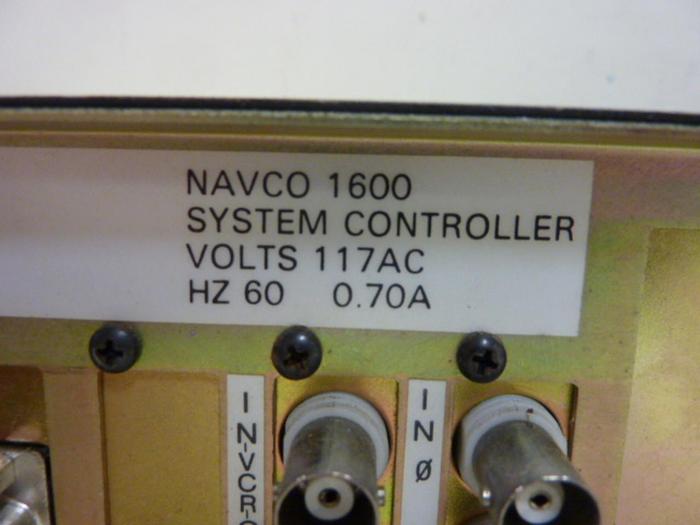 NAVCO 1600
SYSTEM CONTROLLER
VOLTS 117AC
HZ 60 0.70A
IN-VCR-
IN Ø